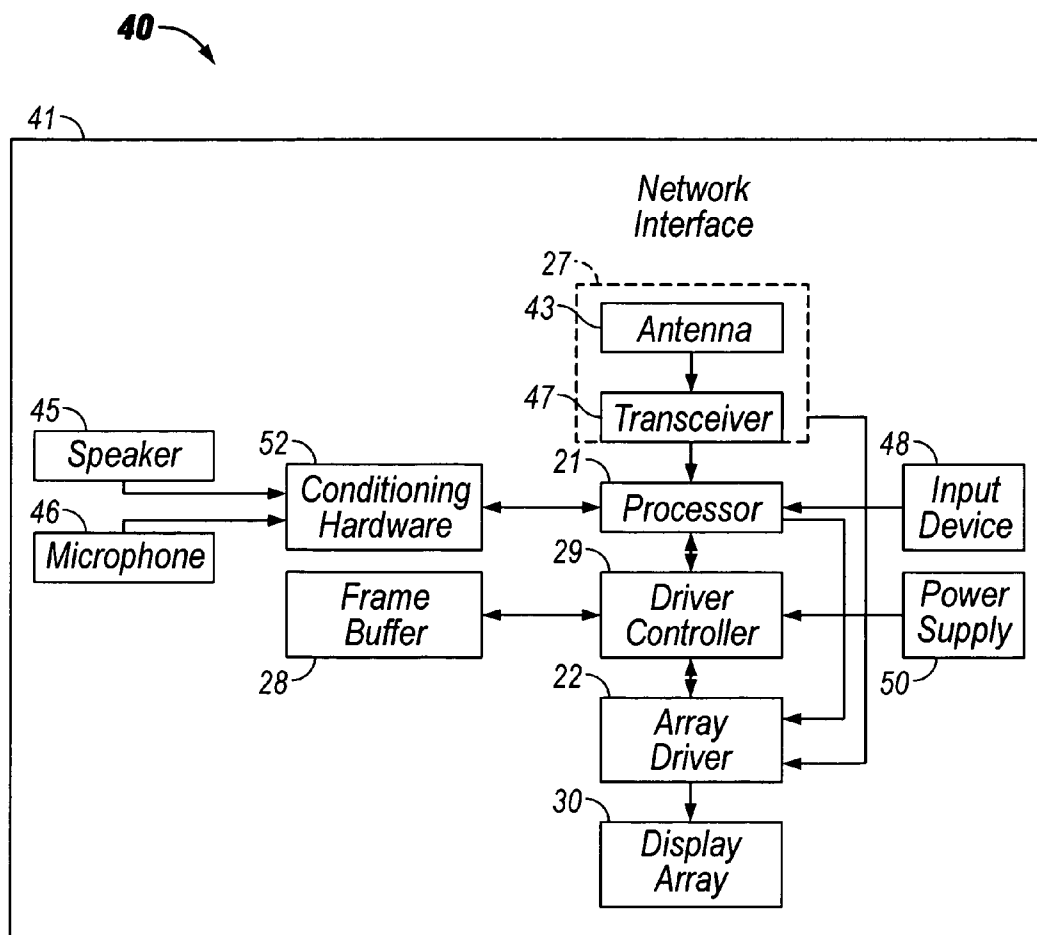 40
41
Network
Interface
27
43
Antenna
47
Transceiver
45
Speaker
52
Conditioning
Hardware
21
Processor
48
Input
Device
46
Microphone
29
Driver
Controller
Frame
Buffer
28
Power
Supply
50
22
Array
Driver
30
Display
Array